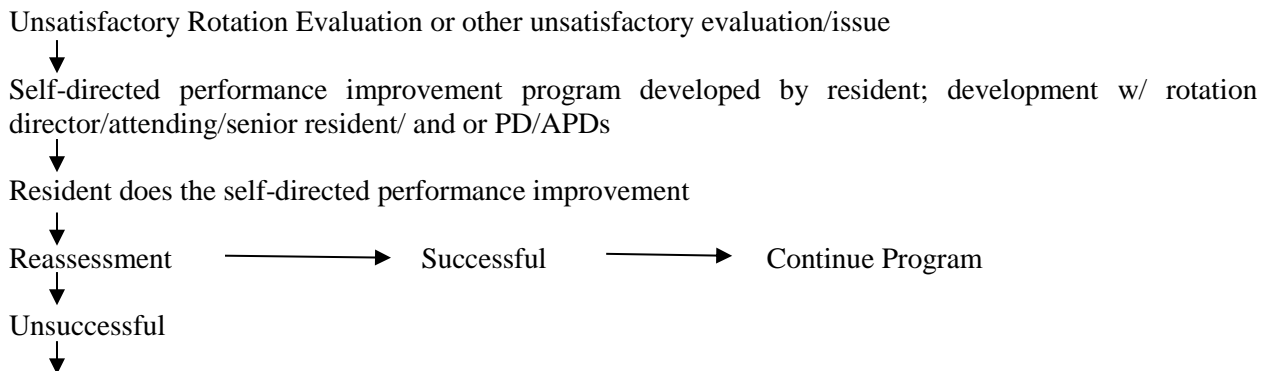 Unsatisfactory Rotation Evaluation or other unsatisfactory evaluation/issue
Self-directed performance improvement program developed by resident; development w/ rotation
director/attending/senior resident/ and or PD/APDs
Resident does the self-directed performance improvement
Reassessment Successful Continue Program
Unsuccessful